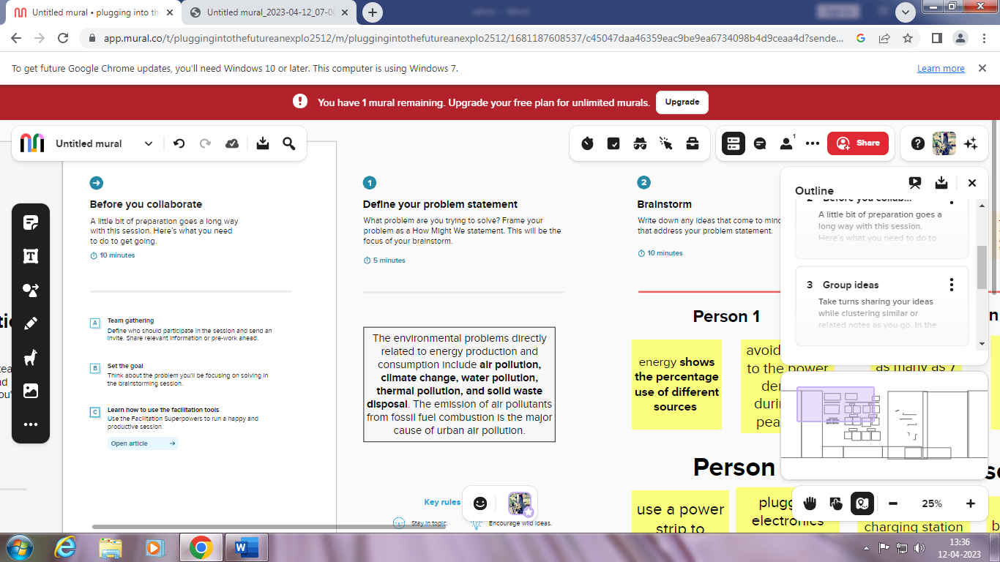 Untitled mural • plugging into th
Untitled mural_2023-04-12_07-0
app.mural.co/t/pluggingintothefutureanexplo2512/m/pluggingintothefutureanexplo2512/1681187608537/c45047daa46359eac9be9ea6734098b4d9ceaa4d?sende...
To get future Google Chrome updates, you'll need Windows 10 or later. This computer is using Windows 7.
Learn more
You have 1 mural remaining. Upgrade your free plan for unlimited murals.
Upgrade
Untitled mural
1
Share
Before you collaborate
A little bit of preparation goes a long way
with this session. Here's what you need
to do to get going.
10 minutes
A
Team gathering
Define who should participate in the session and send an
invite. Share relevant information or pre-work ahead.
B
Set the goal
Think about the problem you'll be focusing on solving in
the brainstorming session.
C
Learn how to use the facilitation tools
Use the Facilitation Superpowers to run a happy and
productive session.
Open article
1
Define your problem statement
What problem are you trying to solve? Frame your
problem as a How Might We statement. This will be the
focus of your brainstorm.
5 minutes
The environmental problems directly
related to energy production and
consumption include air pollution,
climate change, water pollution,
thermal pollution, and solid waste
disposal. The emission of air pollutants
from fossil fuel combustion is the major
cause of urban air pollution.
Key rules
Stay in topic.
Encourage wild ideas.
2
Brainstorm
Write down any ideas that come to mind
that address your problem statement.
10 minutes
Person 1
energy shows
the percentage
use of different
sources
avoid
to the power
de
duri
pea
as many as 7
Person
use a power
strip to
plugg
electronics
charging station
Outline
2 Before you collab...
A little bit of preparation goes a
long way with this session.
Here's what you need to do to
3 Group ideas
Take turns sharing your ideas
while clustering similar or
related notes as you go. In the
25%
13:36
12-04-2023